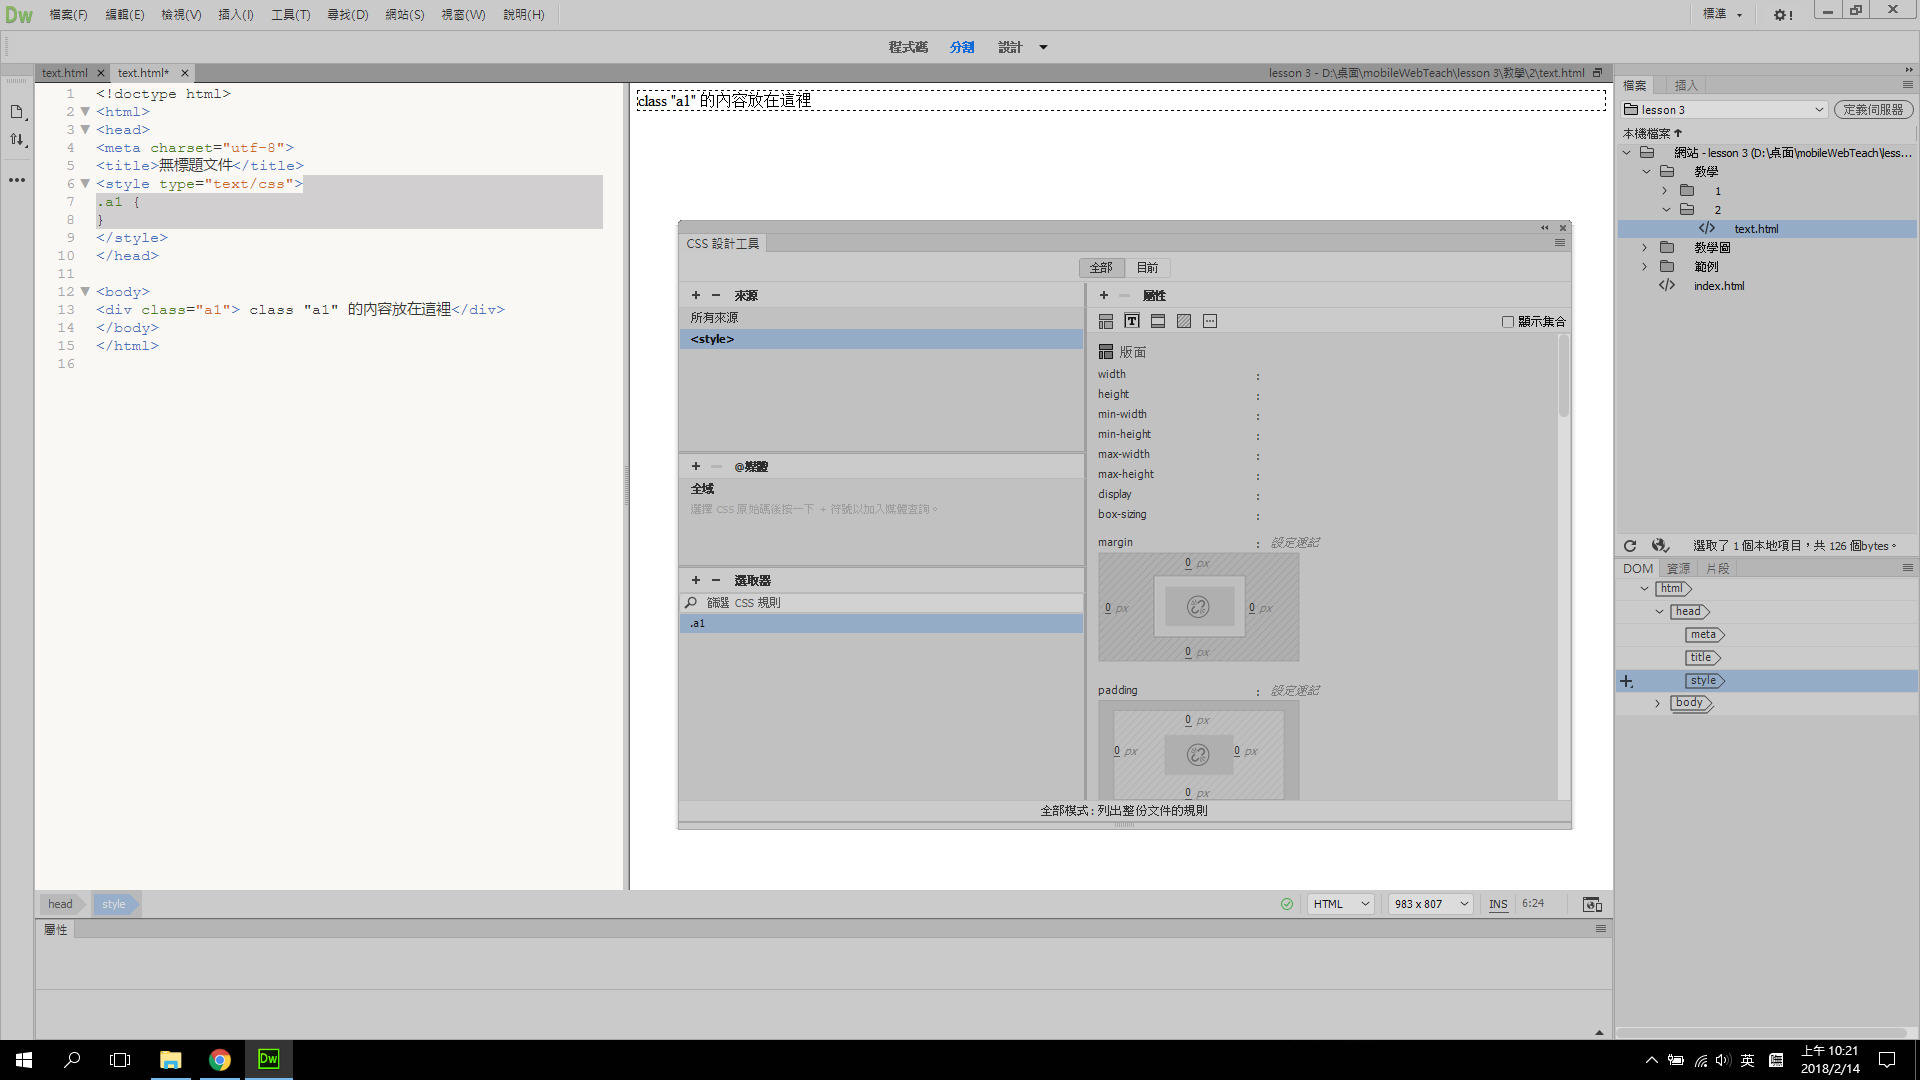 Dw 檔案(F) 編輯(E) 檢視(V) 插入(I) 工具(T) 尋找(D) 網站(S) 視窗(W) 說明(H) 標準
程式碼 分割 設計
text.html text.html* lesson 3 - D:\桌面\mobileWebTeach\lesson 3\教學\2\text.html
1 <!doctype html>
2 <html>
3 <head>
4 <meta charset="utf-8">
5 <title>無標題文件</title>
6 <style type="text/css">
7 .a1 {
8 }
9 </style>
10 </head>
11
12 <body>
13 <div class="a1"> class "a1" 的內容放在這裡</div>
14 </body>
15 </html>
16
class "a1" 的內容放在這裡
CSS 設計工具
全部 目前
來源
所有來源
<style>
@媒體
全域
選擇 CSS 原始碼後按一下 + 符號以加入媒體查詢。
選取器
篩選 CSS 規則
.a1
屬性
顯示集合
版面
width :
height :
min-width :
min-height :
max-width :
max-height :
display :
box-sizing :
margin : 設定速記
0 px
0 px 0 px
0 px
padding : 設定速記
0 px
0 px 0 px
0 px
全部模式 : 列出整份文件的規則
檔案 插入
lesson 3 定義伺服器
本機檔案
網站 - lesson 3 (D:\桌面\mobileWebTeach\less...
教學
1
2
text.html
教學圖
範例
index.html
選取了 1 個本地項目，共 126 個bytes。
DOM 資源 片段
html
head
meta
title
style
body
head style HTML 983 x 807 INS 6:24
屬性
Dw
英
上午 10:21
2018/2/14